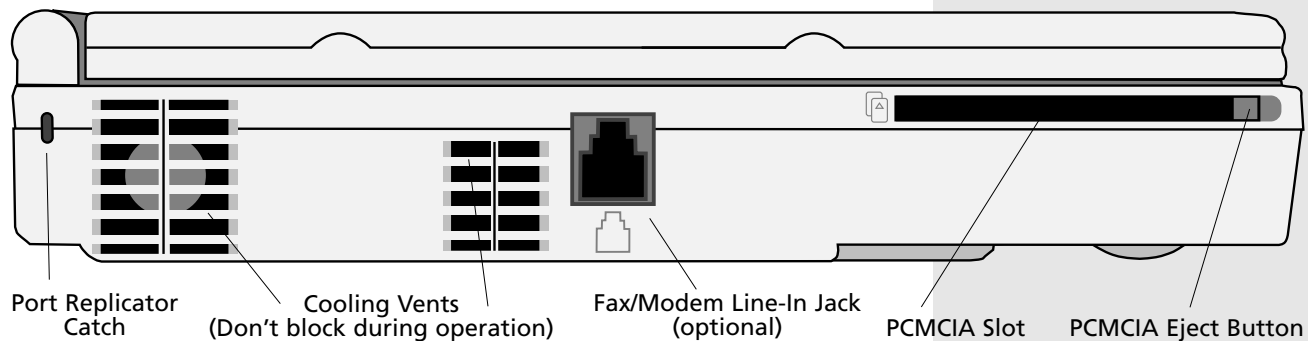 Port Replicator
Catch
Cooling Vents
(Don’t block during operation)
Fax/Modem Line-In Jack
(optional)
PCMCIA Slot
PCMCIA Eject Button